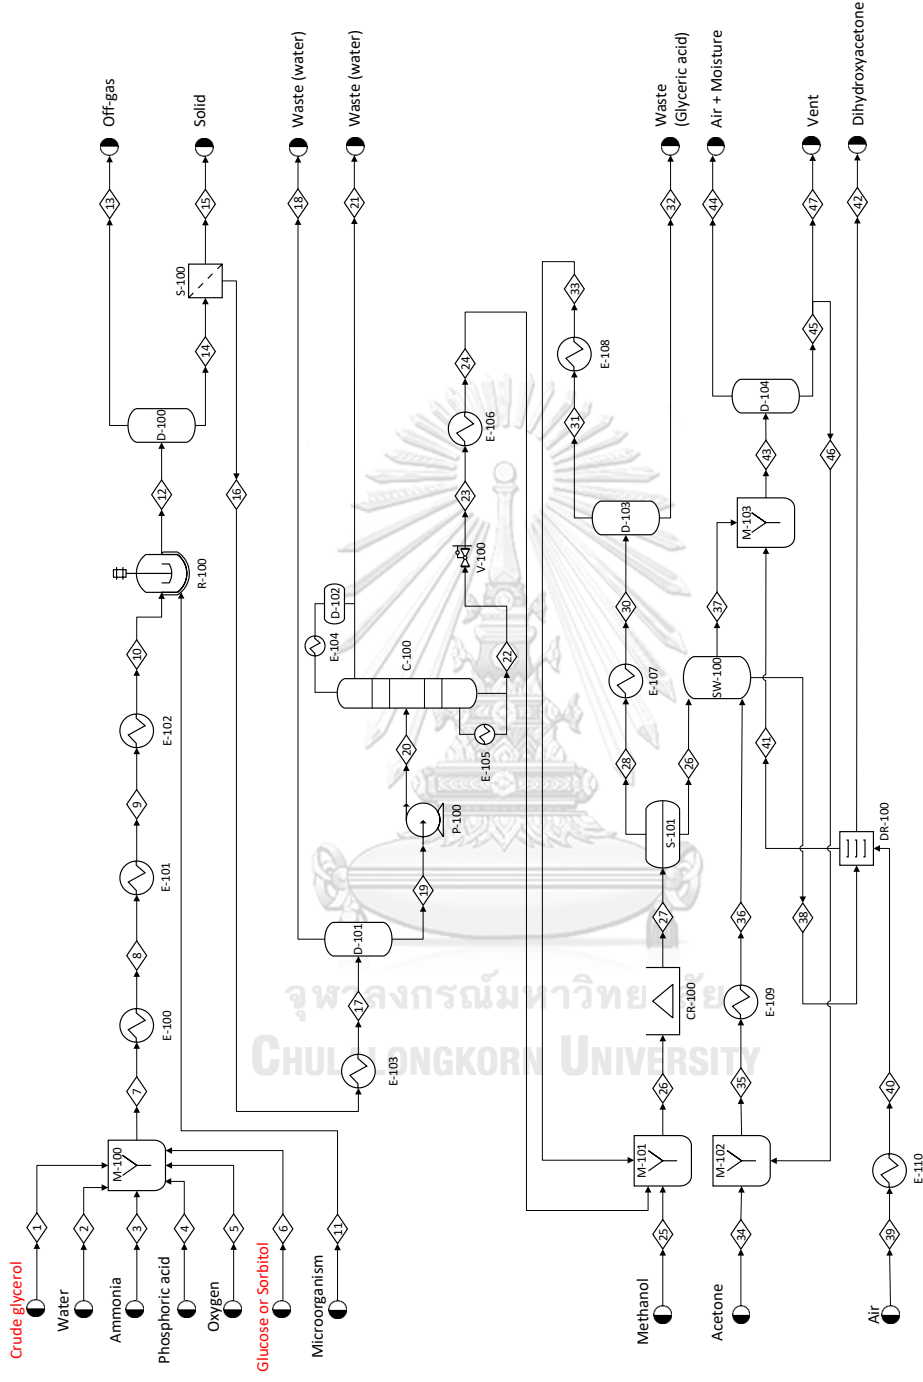 Crude glycerol
1
Water
2
Ammonia
3
Phosphoric acid
4
Oxygen
5
Glucose or Sorbitol
6
Microorganism
11
M-100
7
E-100
8
E-101
9
E-102
10
R-100
12
D-100
13
Off-gas
14
S-100
15
Solid
16
E-103
17
D-101
18
Waste (water)
19
P-100
20
C-100
E-104
D-102
21
Waste (water)
E-105
22
V-100
23
E-106
24
Methanol
25
M-101
26
CR-100
27
S-101
28
E-107
30
D-103
31
E-108
33
32
Waste
(Glyceric acid)
26
Acetone
34
M-102
35
E-109
36
SW-100
37
M-103
43
D-104
44
Air + Moisture
45
47
Vent
46
38
41
Air
39
E-110
40
DR-100
42
Dihydroxyacetone
จุฬาลงกรณ์มหาวิทยาลัย
CHULALONGKORN UNIVERSITY